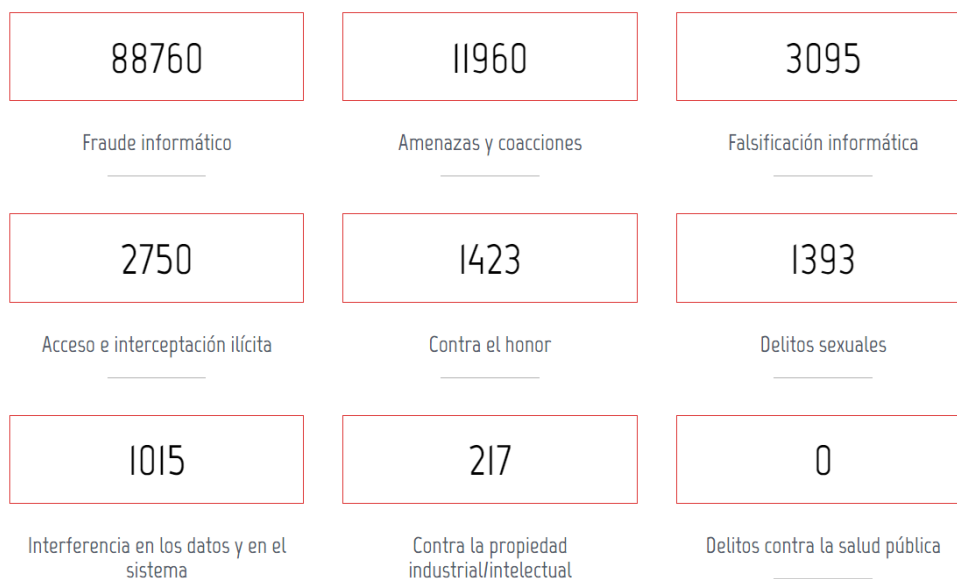 88760
11960
3095
Fraude informático
Amenazas y coacciones
Falsificación informática
2750
1423
1393
Acceso e interceptación ilícita
Contra el honor
Delitos sexuales
1015
217
0
Interferencia en los datos y en el
sistema
Contra la propiedad
industrial/intelectual
Delitos contra la salud pública